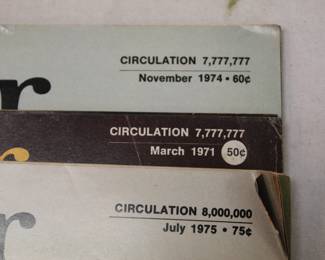 r
CIRCULATION 7,777,777
November 1974 • 60¢
r
CIRCULATION 7,777,777
March 1971 50¢
r
CIRCULATION 8,000,000
July 1975 • 75¢